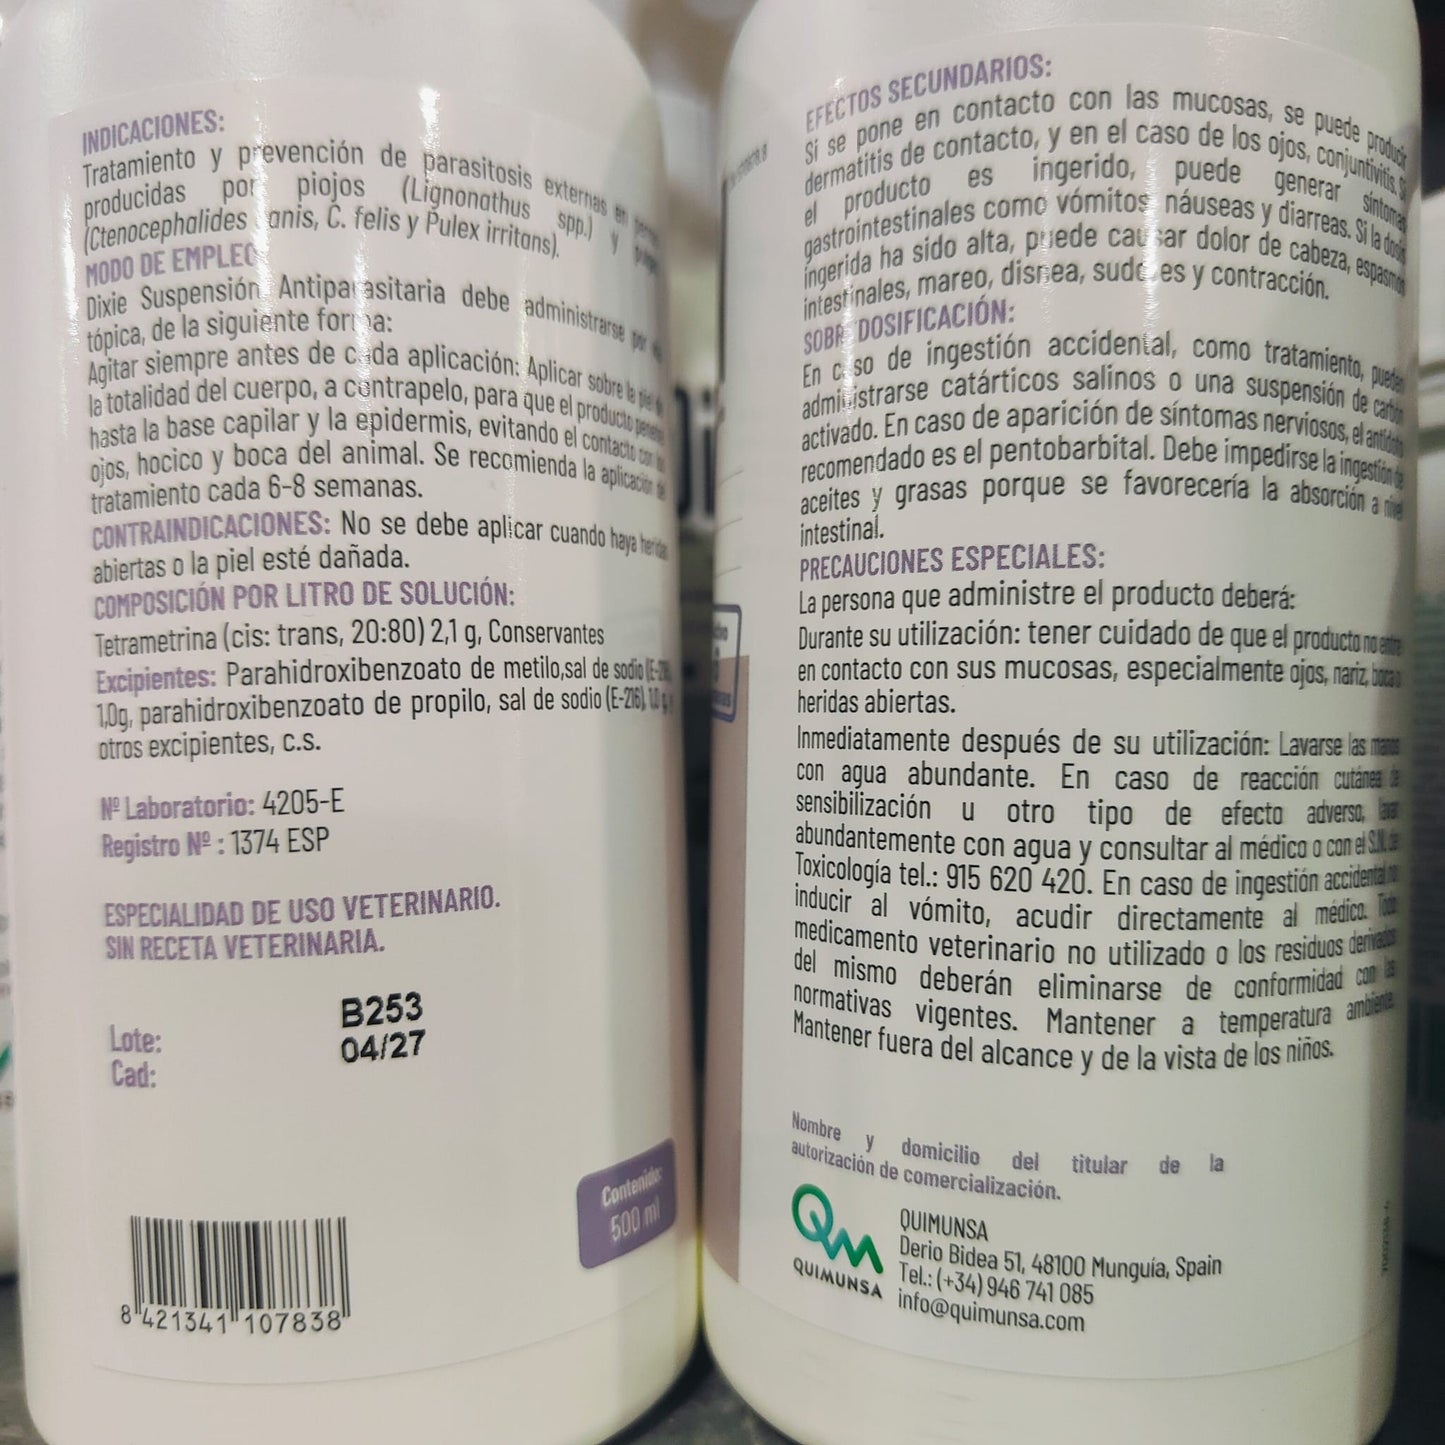 INDICACIONES:
Tratamiento y prevención de parasitosis externas en
producidas por piojos (Lignonathus spp.) y
(Ctenocephalides canis, C. felis y Pulex irritans).
MODO DE EMPLEO
Dixie Suspensión Antiparasitaria debe administrarse por
tópica, de la siguiente forma:
Agitar siempre antes de cada aplicación: Aplicar sobre la piel
la totalidad del cuerpo, a contrapelo, para que el producto penetre
hasta la base capilar y la epidermis, evitando el contacto con
ojos, hocico y boca del animal. Se recomienda la aplicación del
tratamiento cada 6-8 semanas.
CONTRAINDICACIONES: No se debe aplicar cuando haya heridas
abiertas o la piel esté dañada.
COMPOSICIÓN POR LITRO DE SOLUCIÓN:
Tetrametrina (cis: trans, 20:80) 2,1 g, Conservantes
Excipientes: Parahidroxibenzoato de metilo,sal de sodio
1,0g, parahidroxibenzoato de propilo, sal de sodio (E-216), 1,0 g
otros excipientes, c.s.
Nº Laboratorio: 4205-E
Registro Nº : 1374 ESP
ESPECIALIDAD DE USO VETERINARIO.
SIN RECETA VETERINARIA.
Lote: B253
Cad: 04/27
Contenido:
500 ml
8 421341 107838
EFECTOS SECUNDARIOS:
Si se pone en contacto con las mucosas, se puede producir
dermatitis de contacto, y en el caso de los ojos, conjuntivitis. Si
el producto es ingerido, puede generar síntomas
gastrointestinales como vómitos náuseas y diarreas. Si la dosis
ingerida ha sido alta, puede causar dolor de cabeza, espasmos
intestinales, mareo, disnea, sudores y contracción.
SOBREDOSIFICACIÓN:
En caso de ingestión accidental, como tratamiento, pueden
administrarse catárticos salinos o una suspensión de carbón
activado. En caso de aparición de síntomas nerviosos, el antídoto
recomendado es el pentobarbital. Debe impedirse la ingestión de
aceites y grasas porque se favorecería la absorción a nivel
intestinal.
PRECAUCIONES ESPECIALES:
La persona que administre el producto deberá:
Durante su utilización: tener cuidado de que el producto no entre
en contacto con sus mucosas, especialmente ojos, nariz, boca o
heridas abiertas.
Inmediatamente después de su utilización: Lavarse las manos
con agua abundante. En caso de reacción cutánea de
sensibilización u otro tipo de efecto adverso, lavar
abundantemente con agua y consultar al médico o con el S.N. de
Toxicología tel.: 915 620 420. En caso de ingestión accidental no
inducir al vómito, acudir directamente al médico. Todo
medicamento veterinario no utilizado o los residuos derivados
del mismo deberán eliminarse de conformidad con las
normativas vigentes. Mantener a temperatura ambiente.
Mantener fuera del alcance y de la vista de los niños.
Nombre y domicilio del titular de la
autorización de comercialización.
QUIMUNSA
QUIMUNSA
Derio Bidea 51, 48100 Munguía, Spain
Tel.: (+34) 946 741 085
info@quimunsa.com